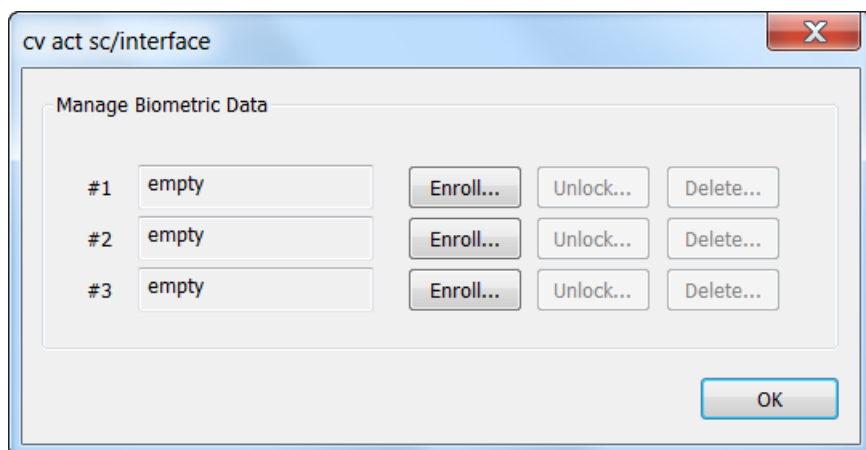 cv act sc/interface
Manage Biometric Data
#1 empty Enroll... Unlock... Delete...
#2 empty Enroll... Unlock... Delete...
#3 empty Enroll... Unlock... Delete...
OK